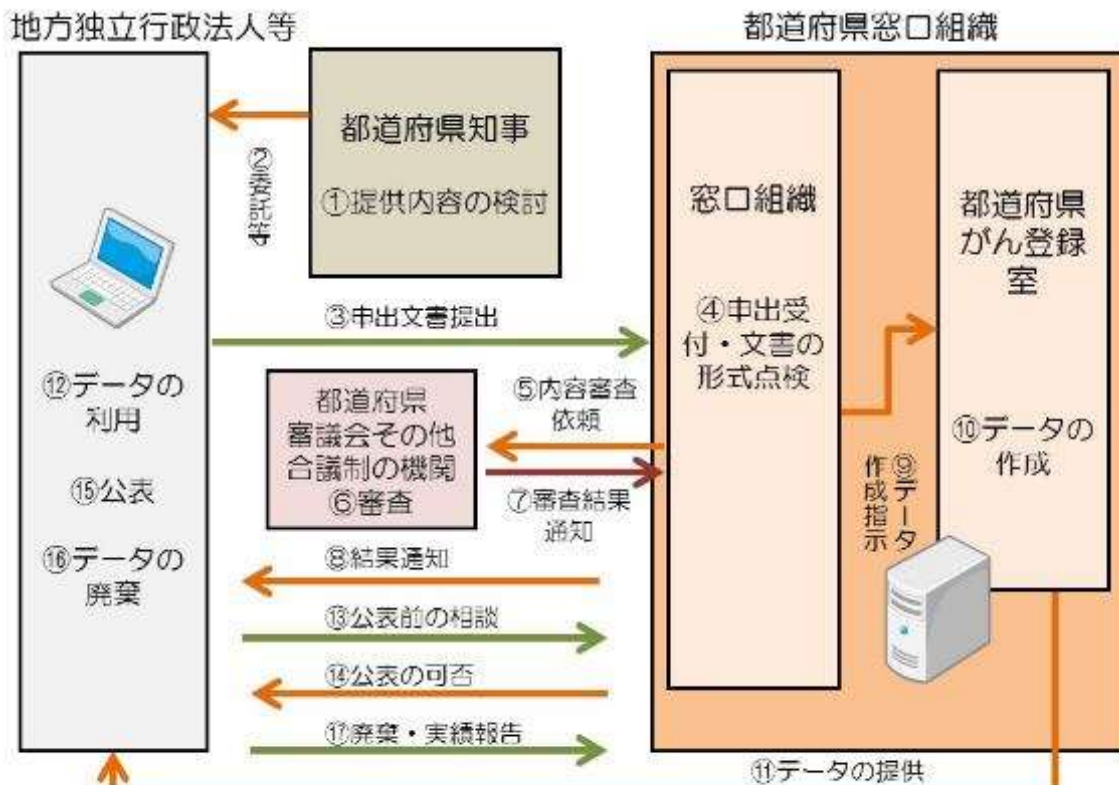 地方独立行政法人等
都道府県窓口組織
都道府県知事
①提供内容の検討
②委託等
③申出文書提出
窓口組織
④申出受
付・文書の
形式点検
都道府県
がん登録
室
⑤内容審査
依頼
都道府県
審議会その他
合議制の機関
⑥審査
⑦審査結果
通知
⑧結果通知
⑨データ
作成指示
⑩データの
作成
⑪データの提供
⑫データの
利用
⑬公表前の相談
⑭公表の可否
⑮公表
⑯データの
廃棄
⑰廃棄・実績報告